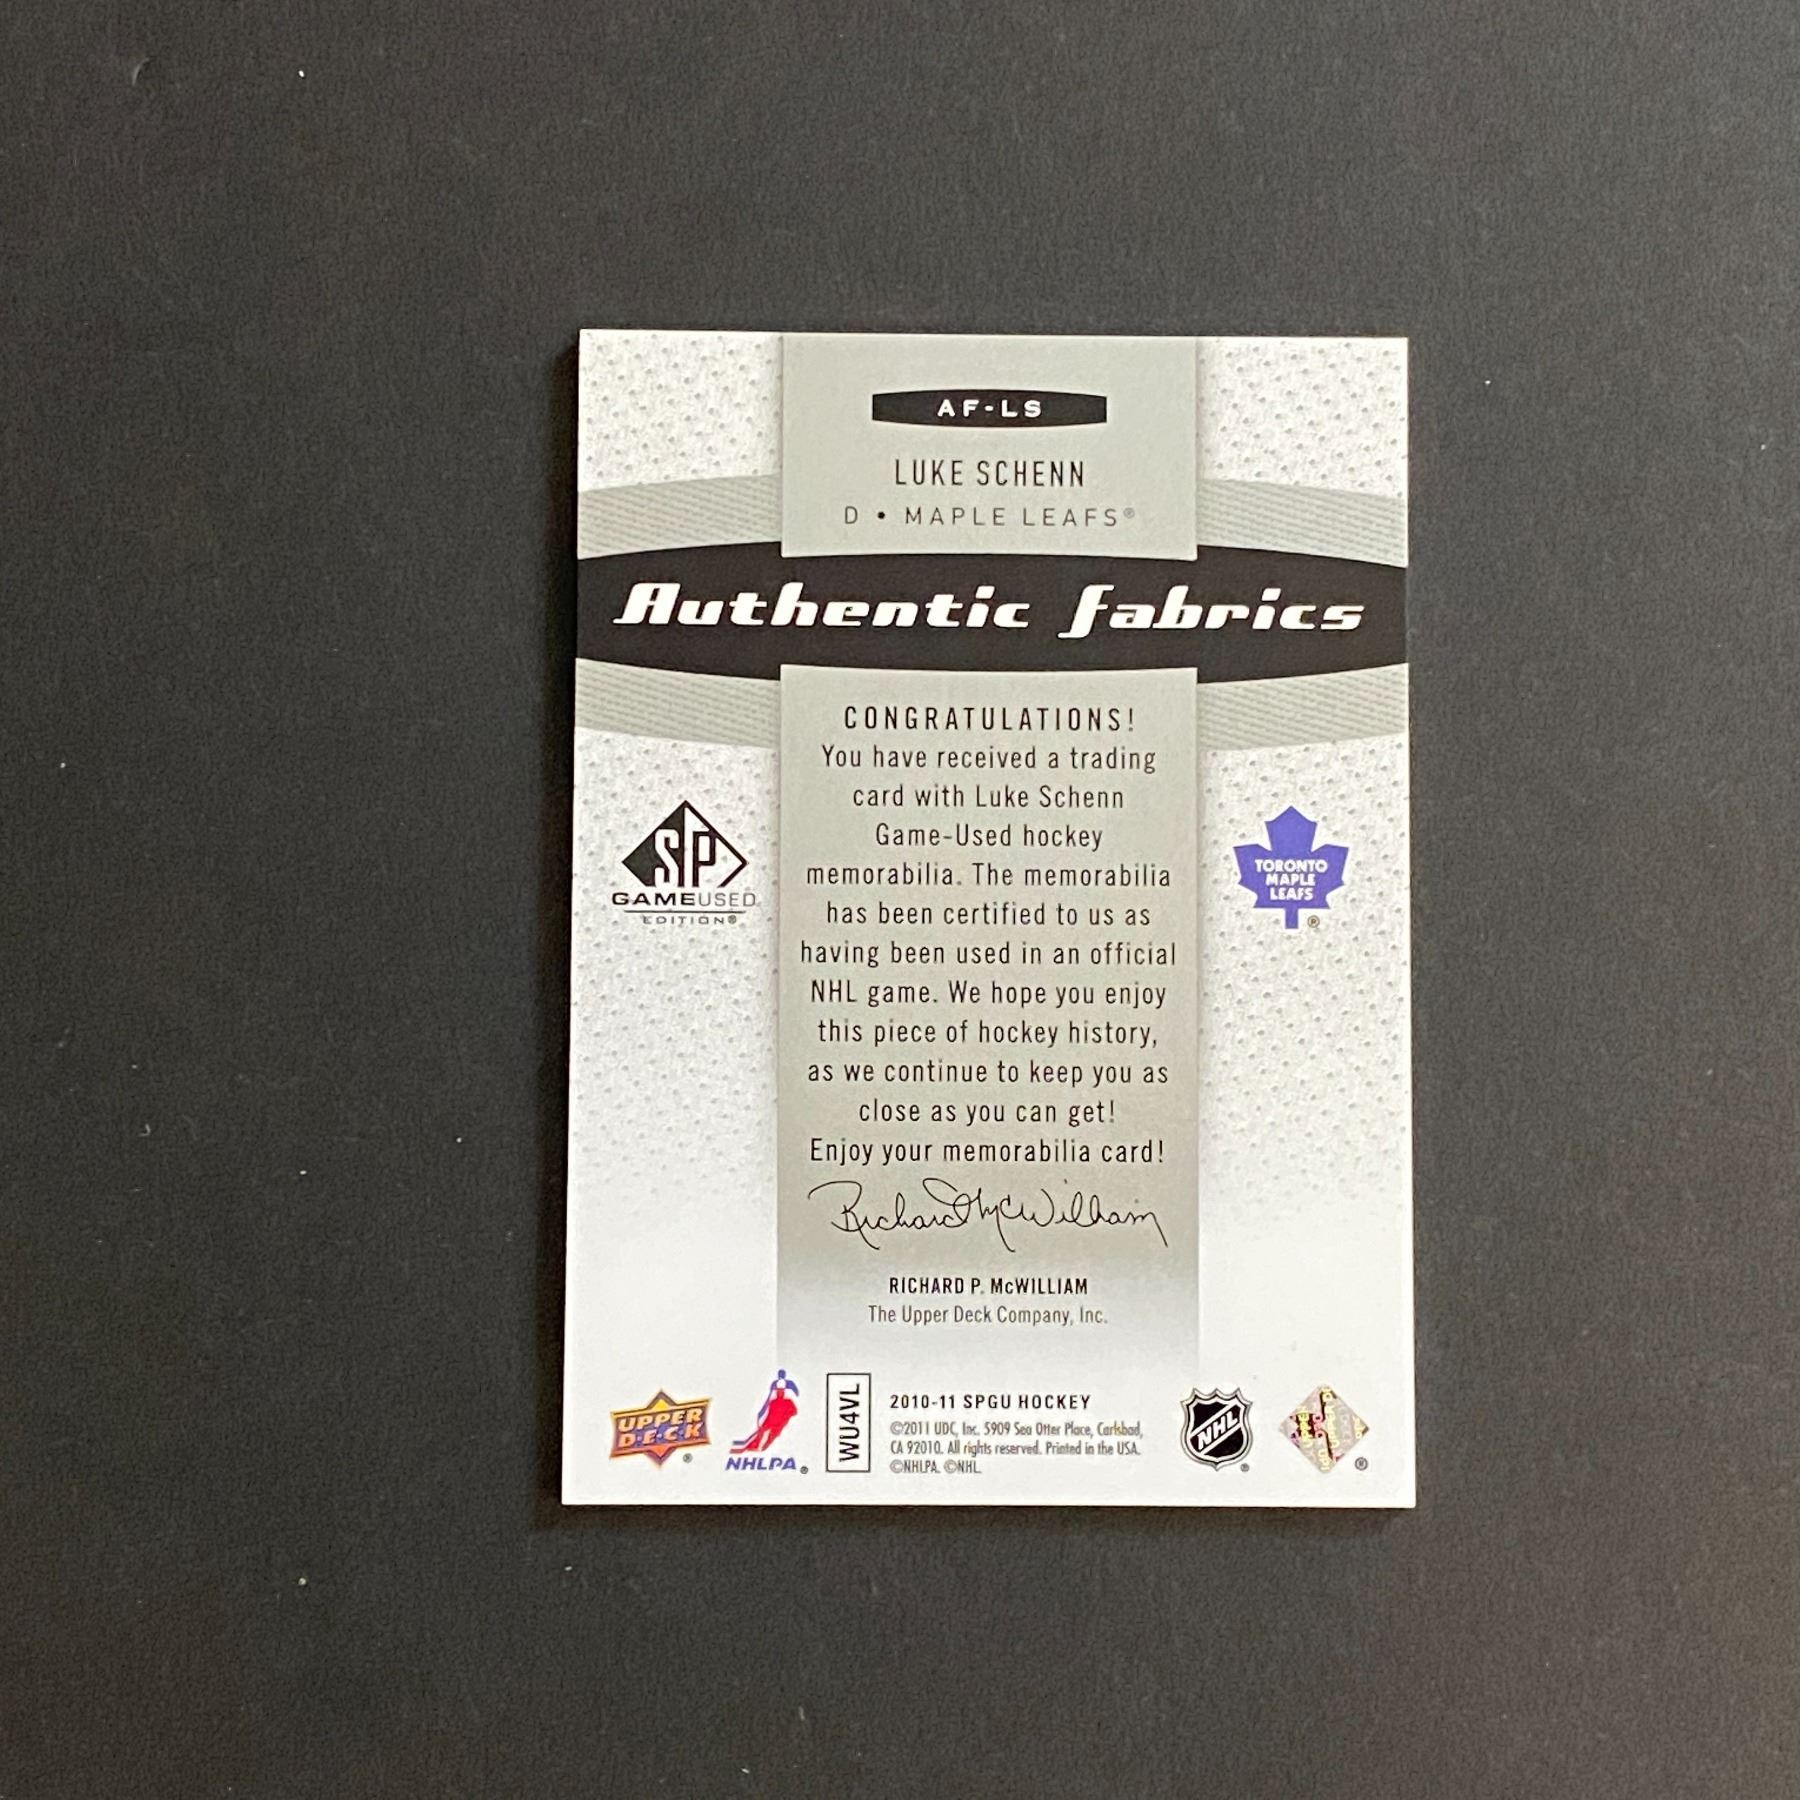 AF-LS
LUKE SCHENN
D • MAPLE LEAFS®
Authentic fabrics
CONGRATULATIONS!
You have received a trading
card with Luke Schenn
Game-Used hockey
memorabilia. The memorabilia
has been certified to us as
having been used in an official
NHL game. We hope you enjoy
this piece of hockey history,
as we continue to keep you as
close as you can get!
Enjoy your memorabilia card!
SP
GAMEUSED
EDITION®
TORONTO
MAPLE
LEAFS
®
Richard McWilliam
RICHARD P. McWILLIAM
The Upper Deck Company, Inc.
UPPER
D·E·C·K
®
NHLPA®
WU4VL
2010-11 SPGU HOCKEY
©2011 UDC, Inc. 5909 Sea Otter Place, Carlsbad,
CA 92010. All rights reserved. Printed in the USA.
©NHLPA. ©NHL.
NHL
®
®